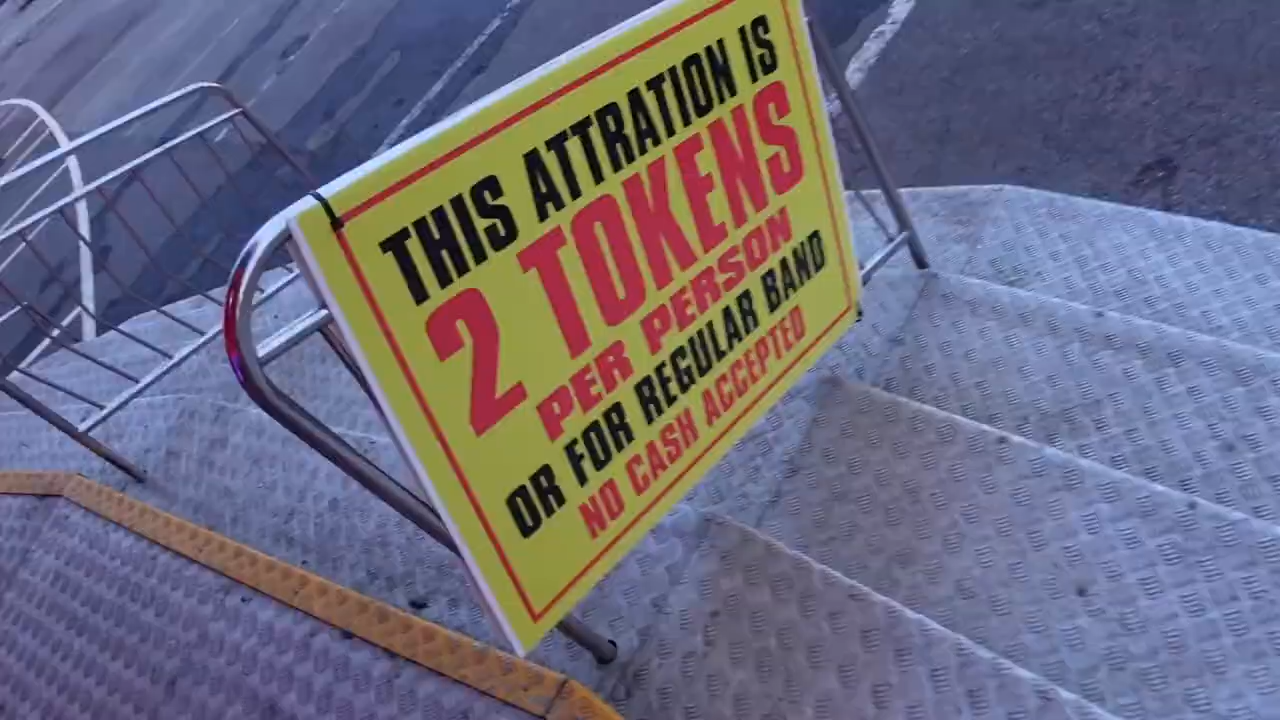 THIS ATTRATION IS
2 TOKENS
PER PERSON
OR FOR REGULAR BAND
NO CASH ACCEPTED